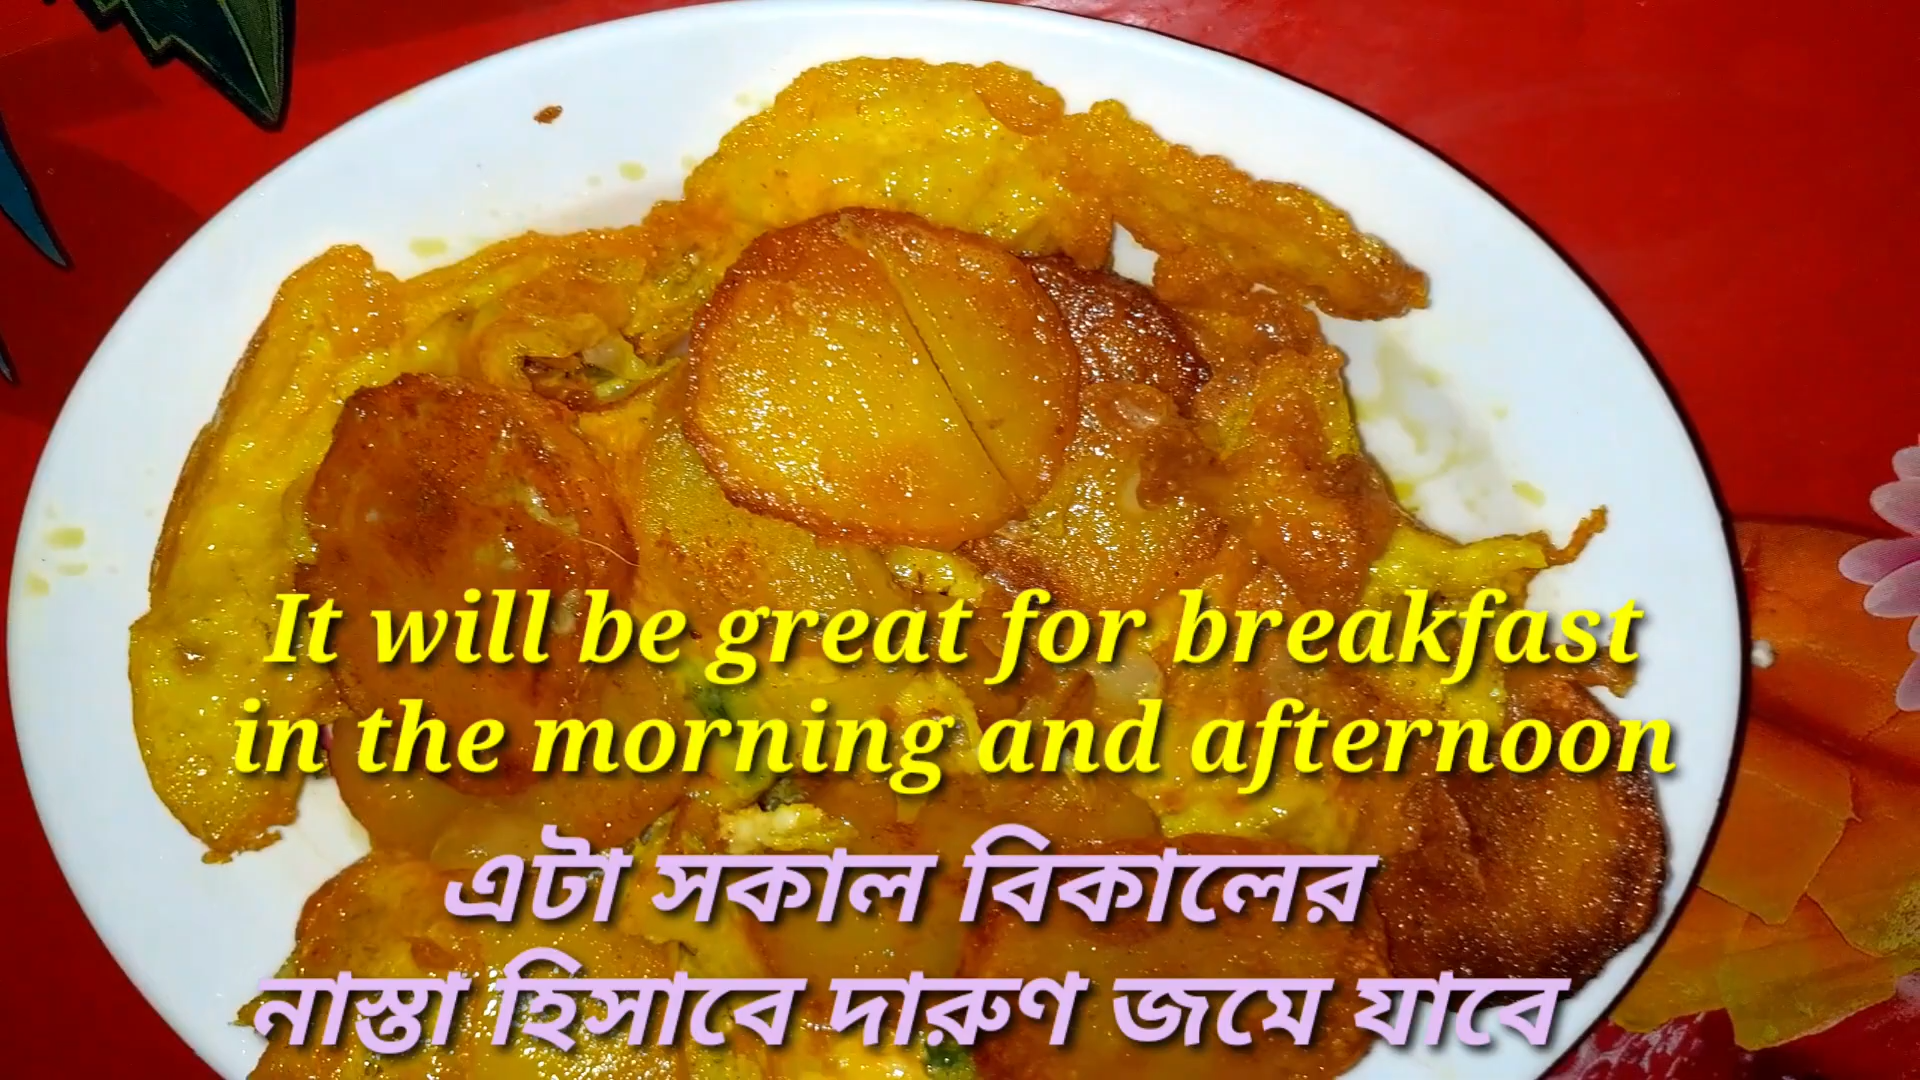 It will be great for breakfast
in the morning and afternoon
এটা সকাল বিকালের
নাস্তা হিসাবে দারুণ জমে যাবে